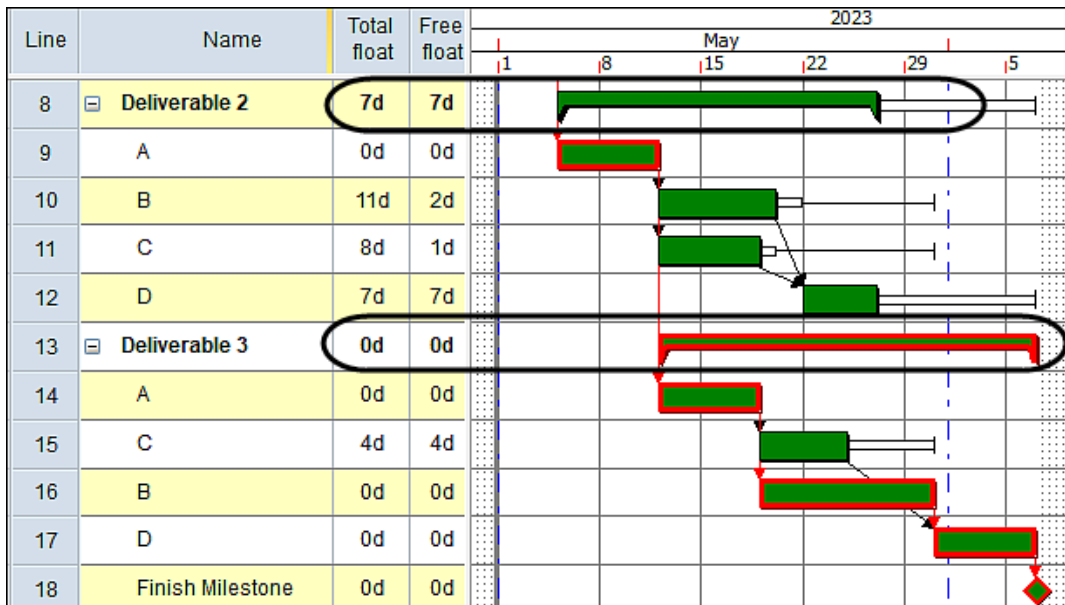 Line Name Total float Free float 2023
May
1 8 15 22 29 5
8 Deliverable 2 7d 7d
9 A 0d 0d
10 B 11d 2d
11 C 8d 1d
12 D 7d 7d
13 Deliverable 3 0d 0d
14 A 0d 0d
15 C 4d 4d
16 B 0d 0d
17 D 0d 0d
18 Finish Milestone 0d 0d